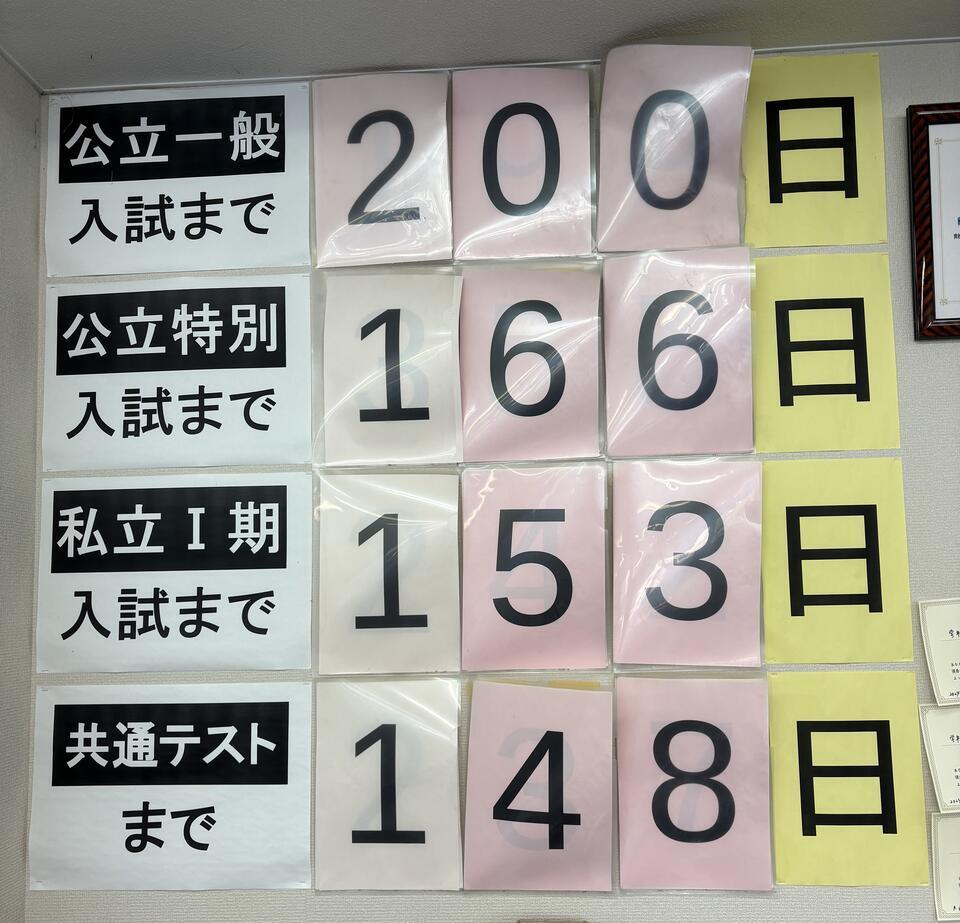 公立一般
入試まで
200日
公立特別
入試まで
166日
私立Ⅰ期
入試まで
153日
共通テスト
まで
148日